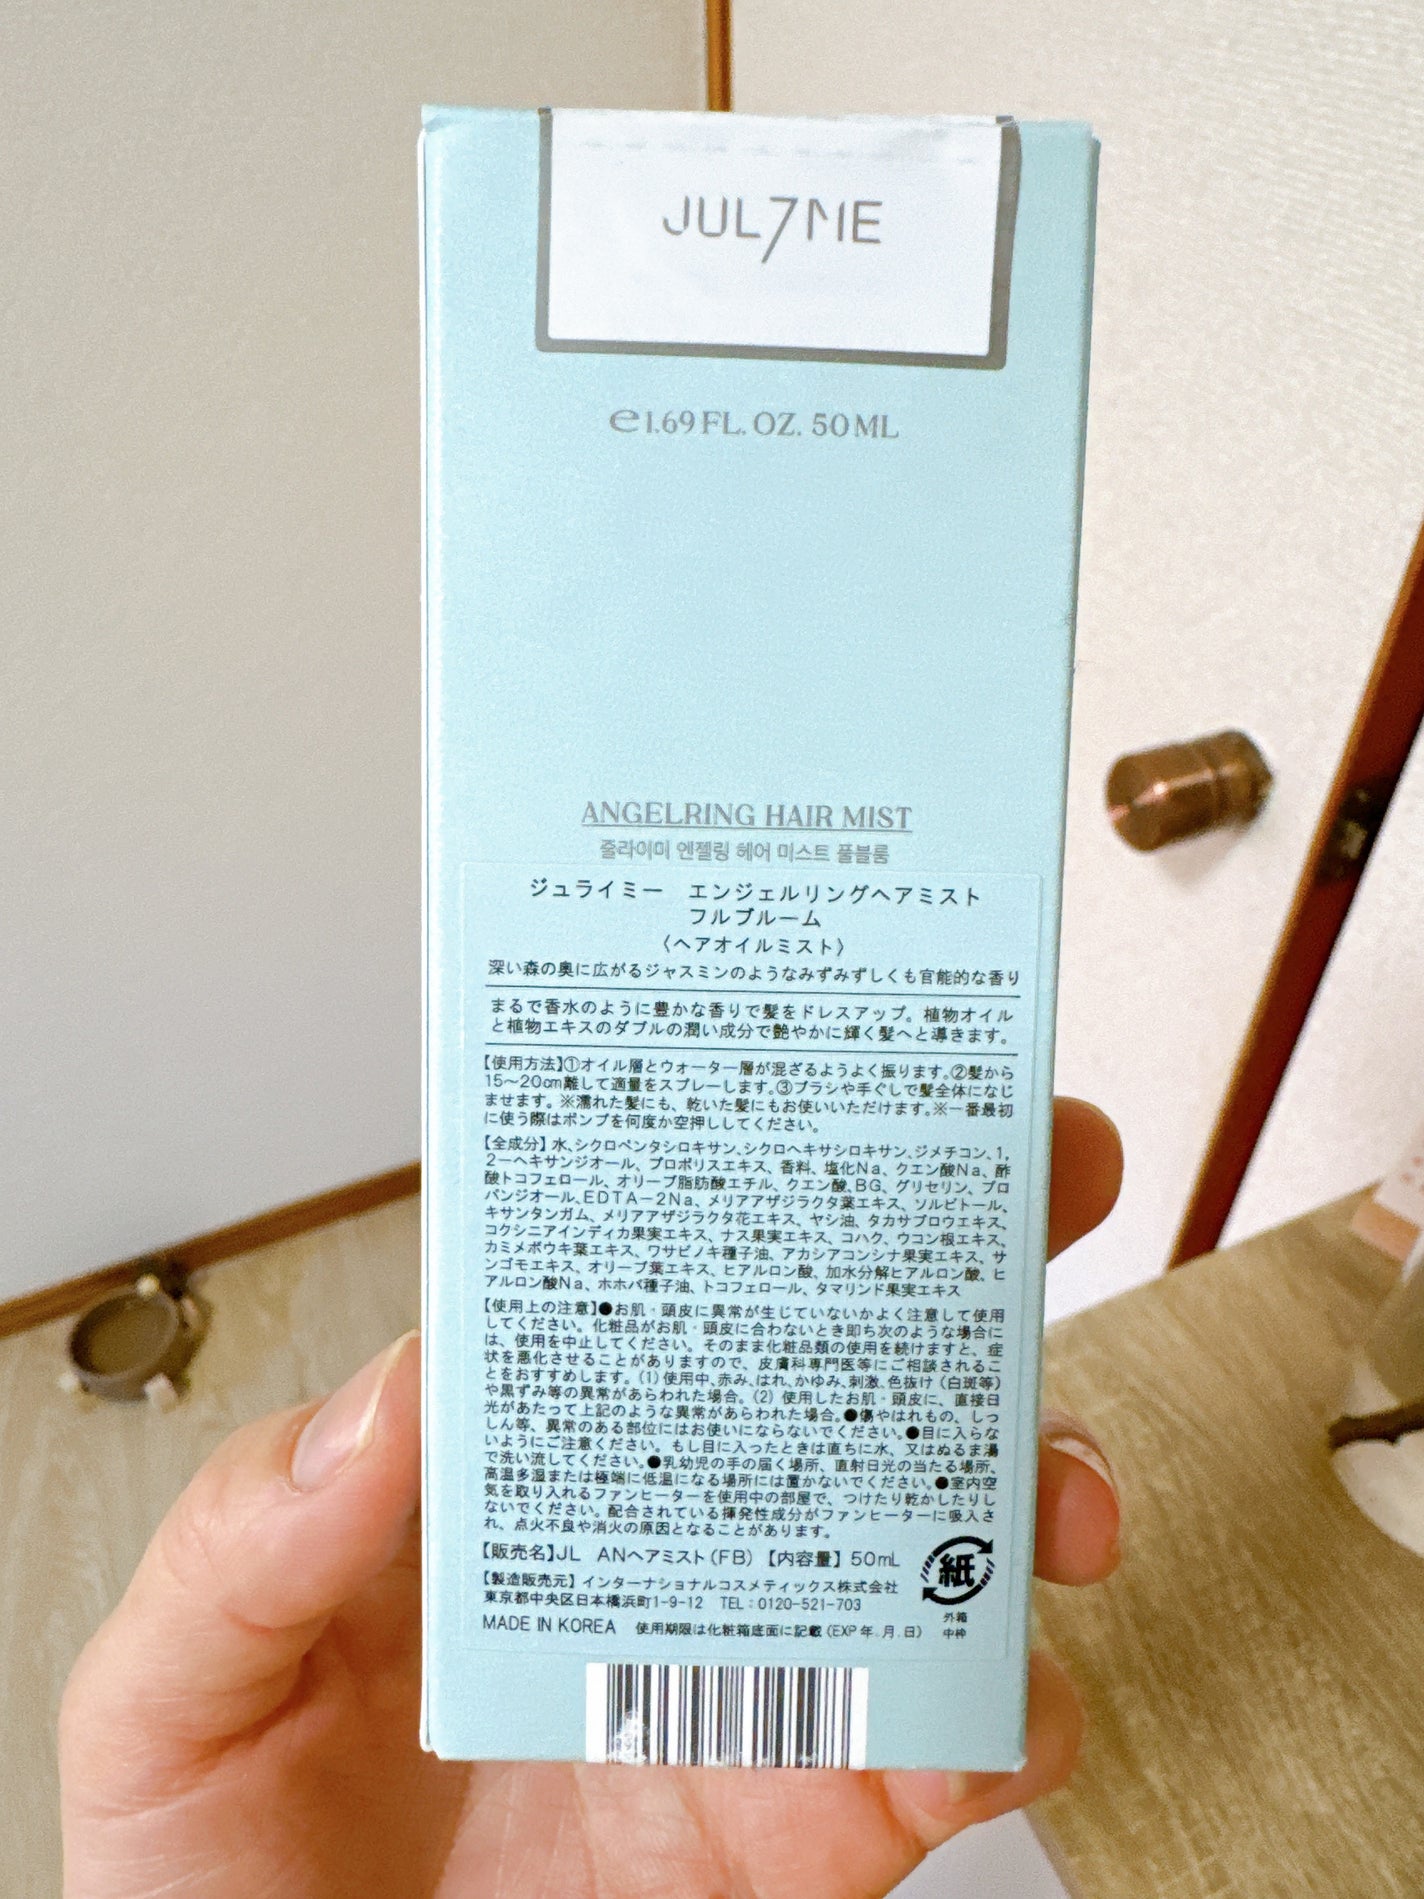 JUL7ME
e1.69 FL. OZ. 50 ML
ANGELRING HAIR MIST
줄라이미 엔젤링 헤어 미스트 풀블룸
ジュライミー エンジェルリングヘアミスト
フルブルーム
〈ヘアオイルミスト〉
深い森の奥に広がるジャスミンのようなみずみずしくも官能的な香り
まるで香水のように豊かな香りで髪をドレスアップ。植物オイル
と植物エキスのダブルの潤い成分で艶やかに輝く髪へと導きます。
【使用方法】①オイル層とウォーター層が混ざるようよく振ります。②髪から
15〜20cm離して適量をスプレーします。③ブラシや手ぐしで髪全体になじ
ませます。※濡れた髪にも、乾いた髪にもお使いいただけます。※一番最初
に使う際はポンプを何度か空押ししてください。
【全成分】水、シクロペンタシロキサン、シクロヘキサシロキサン、ジメチコン、1,
2ーヘキサンジオール、プロポリスエキス、香料、塩化Na、クエン酸Na、酢
酸トコフェロール、オリーブ脂肪酸エチル、クエン酸、BG、グリセリン、プロ
パンジオール、EDTA－2Na、メリアアザジラクタ葉エキス、ソルビトール、
キサンタンガム、メリアアザジラクタ花エキス、ヤシ油、タカサブロウエキス、
コクシニアインディカ果実エキス、ナス果実エキス、コハク、ウコン根エキス、
カミメボウキ葉エキス、ワサビノキ種子油、アカシアコンシナ果実エキス、サ
ンゴモエキス、オリーブ葉エキス、ヒアルロン酸、加水分解ヒアルロン酸、ヒ
アルロン酸Na、ホホバ種子油、トコフェロール、タマリンド果実エキス
【使用上の注意】●お肌・頭皮に異常が生じていないかよく注意して使用
してください。化粧品がお肌・頭皮に合わないとき即ち次のような場合に
は、使用を中止してください。そのまま化粧品類の使用を続けますと、症
状を悪化させることがありますので、皮膚科専門医等にご相談されるこ
とをおすすめします。(1)使用中、赤み、はれ、かゆみ、刺激、色抜け（白斑等）
や黒ずみ等の異常があらわれた場合。(2) 使用したお肌・頭皮に、直接日
光があたって上記のような異常があらわれた場合。●傷やはれもの、しっ
しん等、異常のある部位にはお使いにならないでください。●目に入らな
いようにご注意ください。もし目に入ったときは直ちに水、又はぬるま湯
で洗い流してください。●乳幼児の手の届く場所、直射日光の当たる場所、
高温多湿または極端に低温になる場所には置かないでください。●室内空
気を取り入れるファンヒーターを使用中の部屋で、つけたり乾かしたりし
ないでください。配合されている揮発性成分がファンヒーターに吸入さ
れ、点火不良や消火の原因となることがあります。
【販売名】JL ANヘアミスト(FB) 【内容量】50mL
【製造販売元】インターナショナルコスメティックス株式会社
東京都中央区日本橋浜町1-9-12 TEL：0120-521-703
MADE IN KOREA 使用期限は化粧箱底面に記載 (EXP 年.月.日)
紙
外箱
中枠